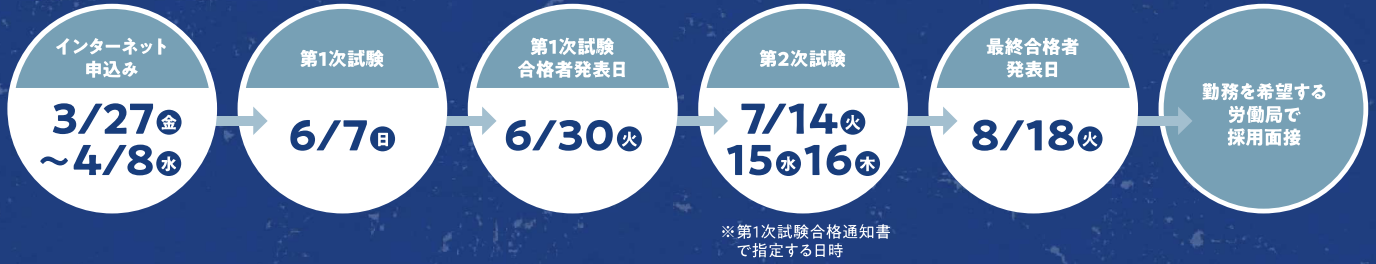 インターネット
申込み
3/27金
～4/8水
第1次試験
6/7日
第1次試験
合格者発表日
6/30火
第2次試験
7/14火
15水16木
※第1次試験合格通知書
で指定する日時
最終合格者
発表日
8/18火
勤務を希望する
労働局で
採用面接